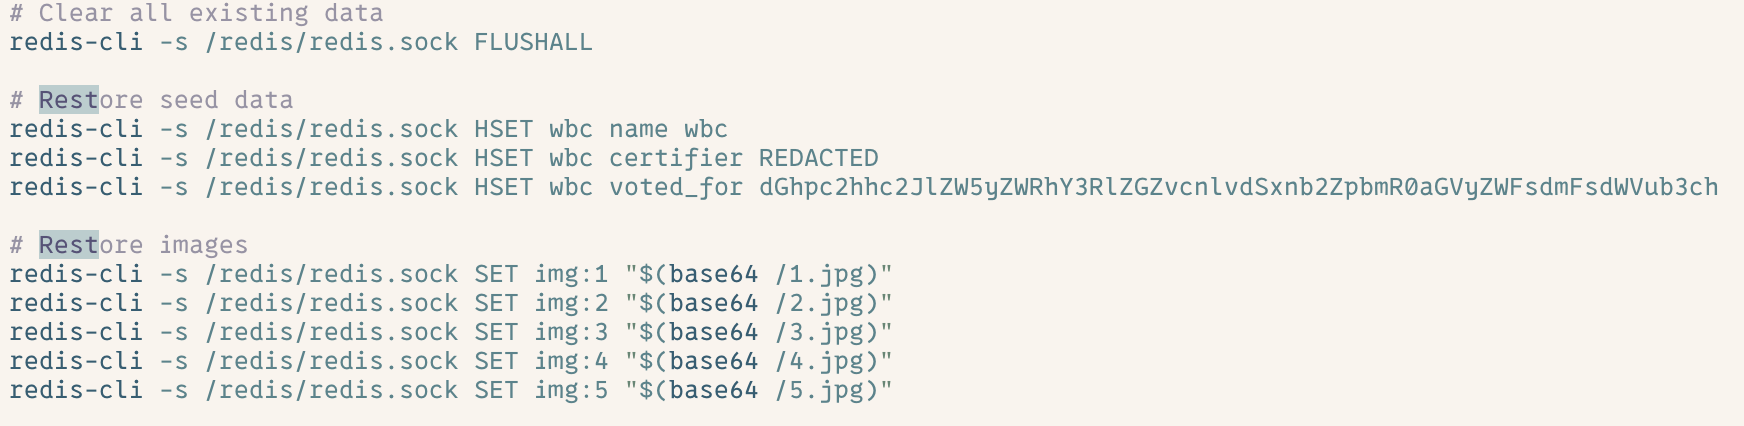 # Clear all existing data
redis-cli -s /redis/redis.sock FLUSHALL
# Restore seed data
redis-cli -s /redis/redis.sock HSET wbc name wbc
redis-cli -s /redis/redis.sock HSET wbc certifier REDACTED
redis-cli -s /redis/redis.sock HSET wbc voted_for dGhpc2hhc2JlZW5yZWRhY3RlZGZvcnlvdSxnb2ZpbmR0aGVyZWFsdmFsdWVub3ch
# Restore images
redis-cli -s /redis/redis.sock SET img:1 "$(base64 /1.jpg)"
redis-cli -s /redis/redis.sock SET img:2 "$(base64 /2.jpg)"
redis-cli -s /redis/redis.sock SET img:3 "$(base64 /3.jpg)"
redis-cli -s /redis/redis.sock SET img:4 "$(base64 /4.jpg)"
redis-cli -s /redis/redis.sock SET img:5 "$(base64 /5.jpg)"